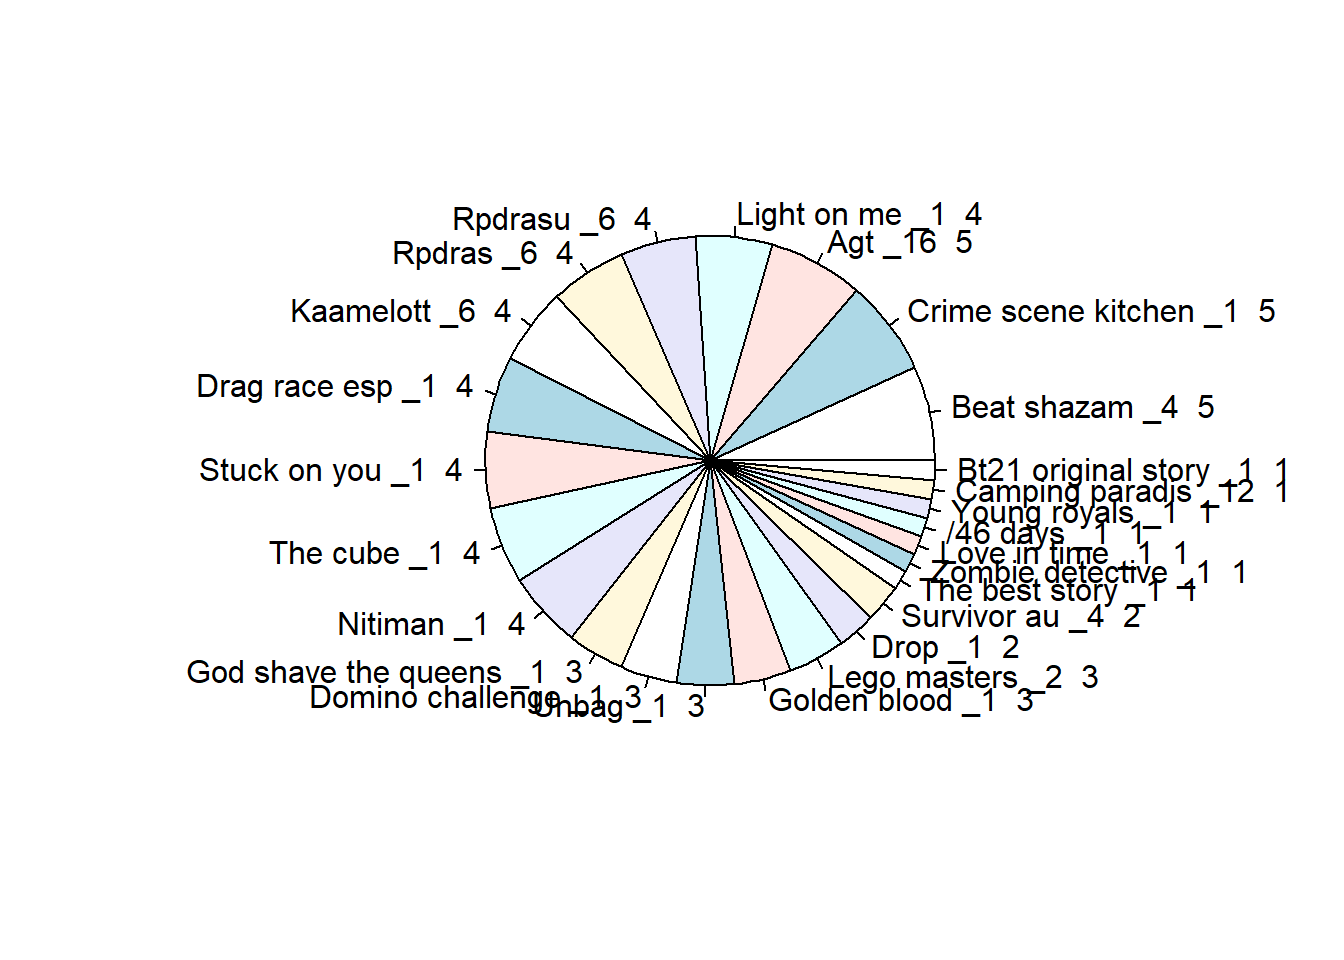 Light on me _1  4
Rpdrasu _6  4
Agt _16  5
Rpdras _6  4
Kaamelott _6  4
Crime scene kitchen _1  5
Drag race esp _1  4
Beat shazam _4  5
Stuck on you _1  4
Bt21 original story _1  1
Camping paradis _12  1
Young royals _1  1
/46 days _1  1
The cube _1  4
Love in time _1  1
Zombie detective _1  1
The best story _1  1
Survivor au _4  2
Nitiman _1  4
Drop _1  2
God shave the queens _1  3
Lego masters _2  3
Domino challenge _1  3
Golden blood _1  3
Unbag _1  3